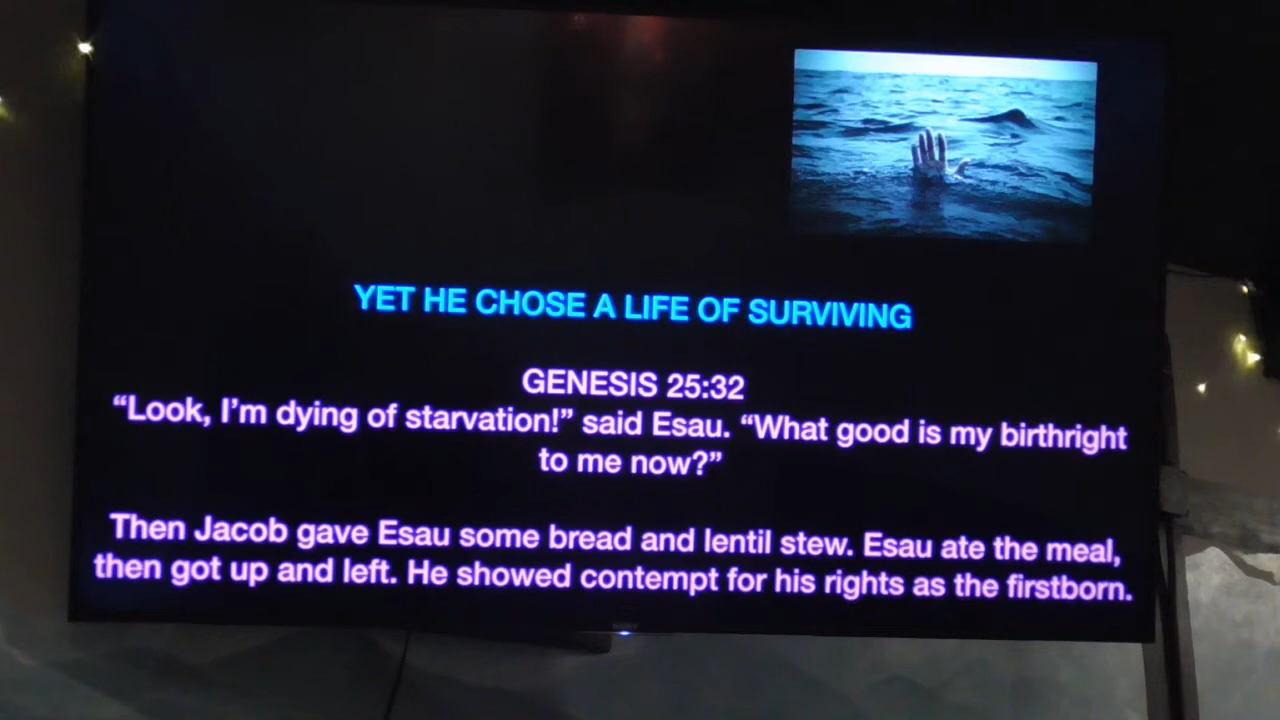 YET HE CHOSE A LIFE OF SURVIVING
GENESIS 25:32
“Look, I’m dying of starvation!” said Esau. “What good is my birthright
to me now?”
Then Jacob gave Esau some bread and lentil stew. Esau ate the meal,
then got up and left. He showed contempt for his rights as the firstborn.
SONY